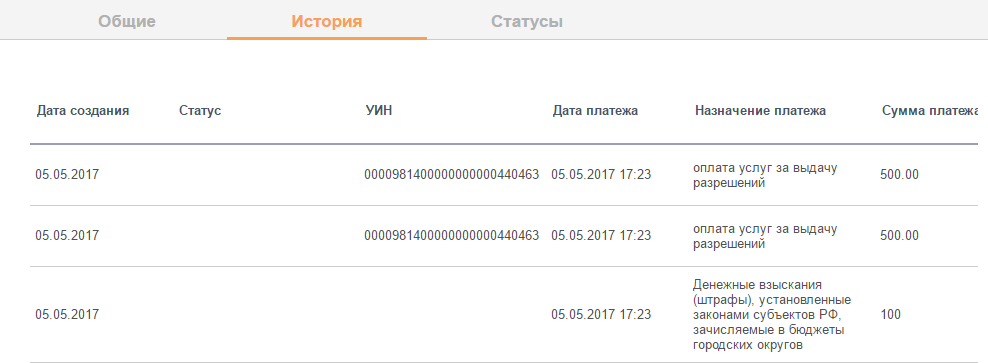 Общие История Статусы
Дата создания Статус УИН Дата платежа Назначение платежа Сумма платежа
05.05.2017 0000981400000000000440463 05.05.2017 17:23 оплата услуг за выдачу 500.00
разрешений
05.05.2017 0000981400000000000440463 05.05.2017 17:23 оплата услуг за выдачу 500.00
разрешений
Денежные взыскания
(штрафы), установленные
05.05.2017 05.05.2017 17:23 законами субъектов РФ, 100
зачисляемые в бюджеты
городских округов